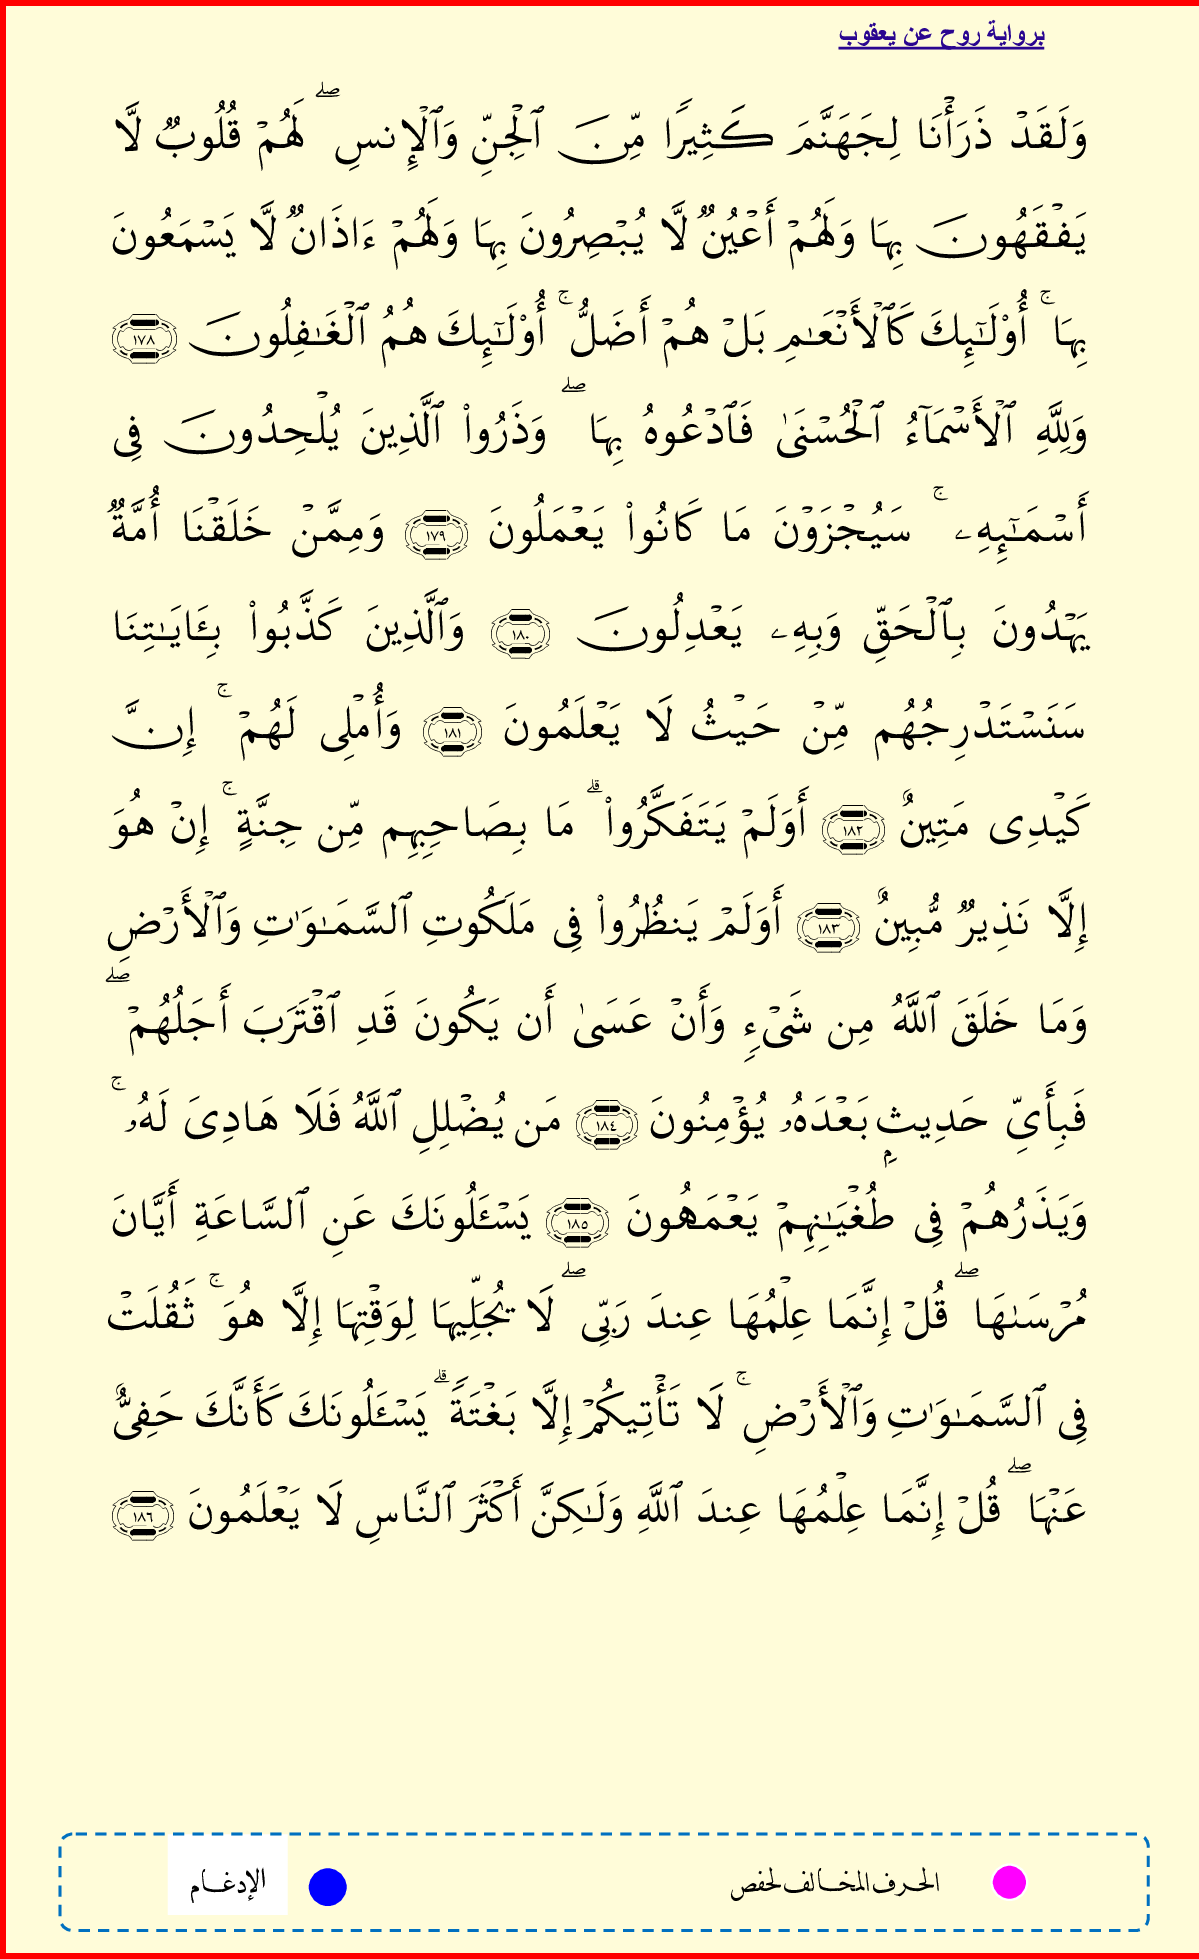 برواية روح عن يعقوب
وَلَقَدۡ ذَرَأۡنَا لِجَهَنَّمَ كَثِيرًا مِّنَ ٱلۡجِنِّ وَٱلۡإِنسِۖ لَهُمۡ قُلُوبٌ لَّا
يَفۡقَهُونَ بِهَا وَلَهُمۡ أَعۡيُنٌ لَّا يُبۡصِرُونَ بِهَا وَلَهُمۡ ءَاذَانٌ لَّا يَسۡمَعُونَ
بِهَاۚ أُوْلَٰٓئِكَ كَٱلۡأَنۡعَٰمِ بَلۡ هُمۡ أَضَلُّۚ أُوْلَٰٓئِكَ هُمُ ٱلۡغَٰفِلُونَ ١٧٨
وَلِلَّهِ ٱلۡأَسۡمَآءُ ٱلۡحُسۡنَىٰ فَٱدۡعُوهُ بِهَاۖ وَذَرُواْ ٱلَّذِينَ يُلۡحِدُونَ فِي
أَسۡمَٰٓئِهِۦۚ سَيُجۡزَوۡنَ مَا كَانُواْ يَعۡمَلُونَ ١٧٩ وَمِمَّنۡ خَلَقۡنَا أُمَّةٌ
يَهۡدُونَ بِٱلۡحَقِّ وَبِهِۦ يَعۡدِلُونَ ١٨٠ وَٱلَّذِينَ كَذَّبُواْ بِـَٔايَٰتِنَا
سَنَسۡتَدۡرِجُهُم مِّنۡ حَيۡثُ لَا يَعۡلَمُونَ ١٨١ وَأُمۡلِي لَهُمۡۚ إِنَّ
كَيۡدِي مَتِينٌ ١٨٢ أَوَلَمۡ يَتَفَكَّرُواْۗ مَا بِصَاحِبِهِم مِّن جِنَّةٍۚ إِنۡ هُوَ
إِلَّا نَذِيرٌ مُّبِينٌ ١٨٣ أَوَلَمۡ يَنظُرُواْ فِي مَلَكُوتِ ٱلسَّمَٰوَٰتِ وَٱلۡأَرۡضِ
وَمَا خَلَقَ ٱللَّهُ مِن شَيۡءٍ وَأَنۡ عَسَىٰ أَن يَكُونَ قَدِ ٱقۡتَرَبَ أَجَلُهُمۡۖ
فَبِأَيِّ حَدِيثِۭ بَعۡدَهُۥ يُؤۡمِنُونَ ١٨٤ مَن يُضۡلِلِ ٱللَّهُ فَلَا هَادِيَ لَهُۥۚ
وَيَذَرُهُمۡ فِي طُغۡيَٰنِهِمۡ يَعۡمَهُونَ ١٨٥ يَسۡـَٔلُونَكَ عَنِ ٱلسَّاعَةِ أَيَّانَ
مُرۡسَىٰهَاۖ قُلۡ إِنَّمَا عِلۡمُهَا عِندَ رَبِّيۖ لَا يُجَلِّيهَا لِوَقۡتِهَا إِلَّا هُوَۚ ثَقُلَتۡ
فِي ٱلسَّمَٰوَٰتِ وَٱلۡأَرۡضِۚ لَا تَأۡتِيكُمۡ إِلَّا بَغۡتَةًۗ يَسۡـَٔلُونَكَ كَأَنَّكَ حَفِيٌّ
عَنۡهَاۖ قُلۡ إِنَّمَا عِلۡمُهَا عِندَ ٱللَّهِ وَلَٰكِنَّ أَكۡثَرَ ٱلنَّاسِ لَا يَعۡلَمُونَ ١٨٦
الحرف المخالف لحفص
الإدغام